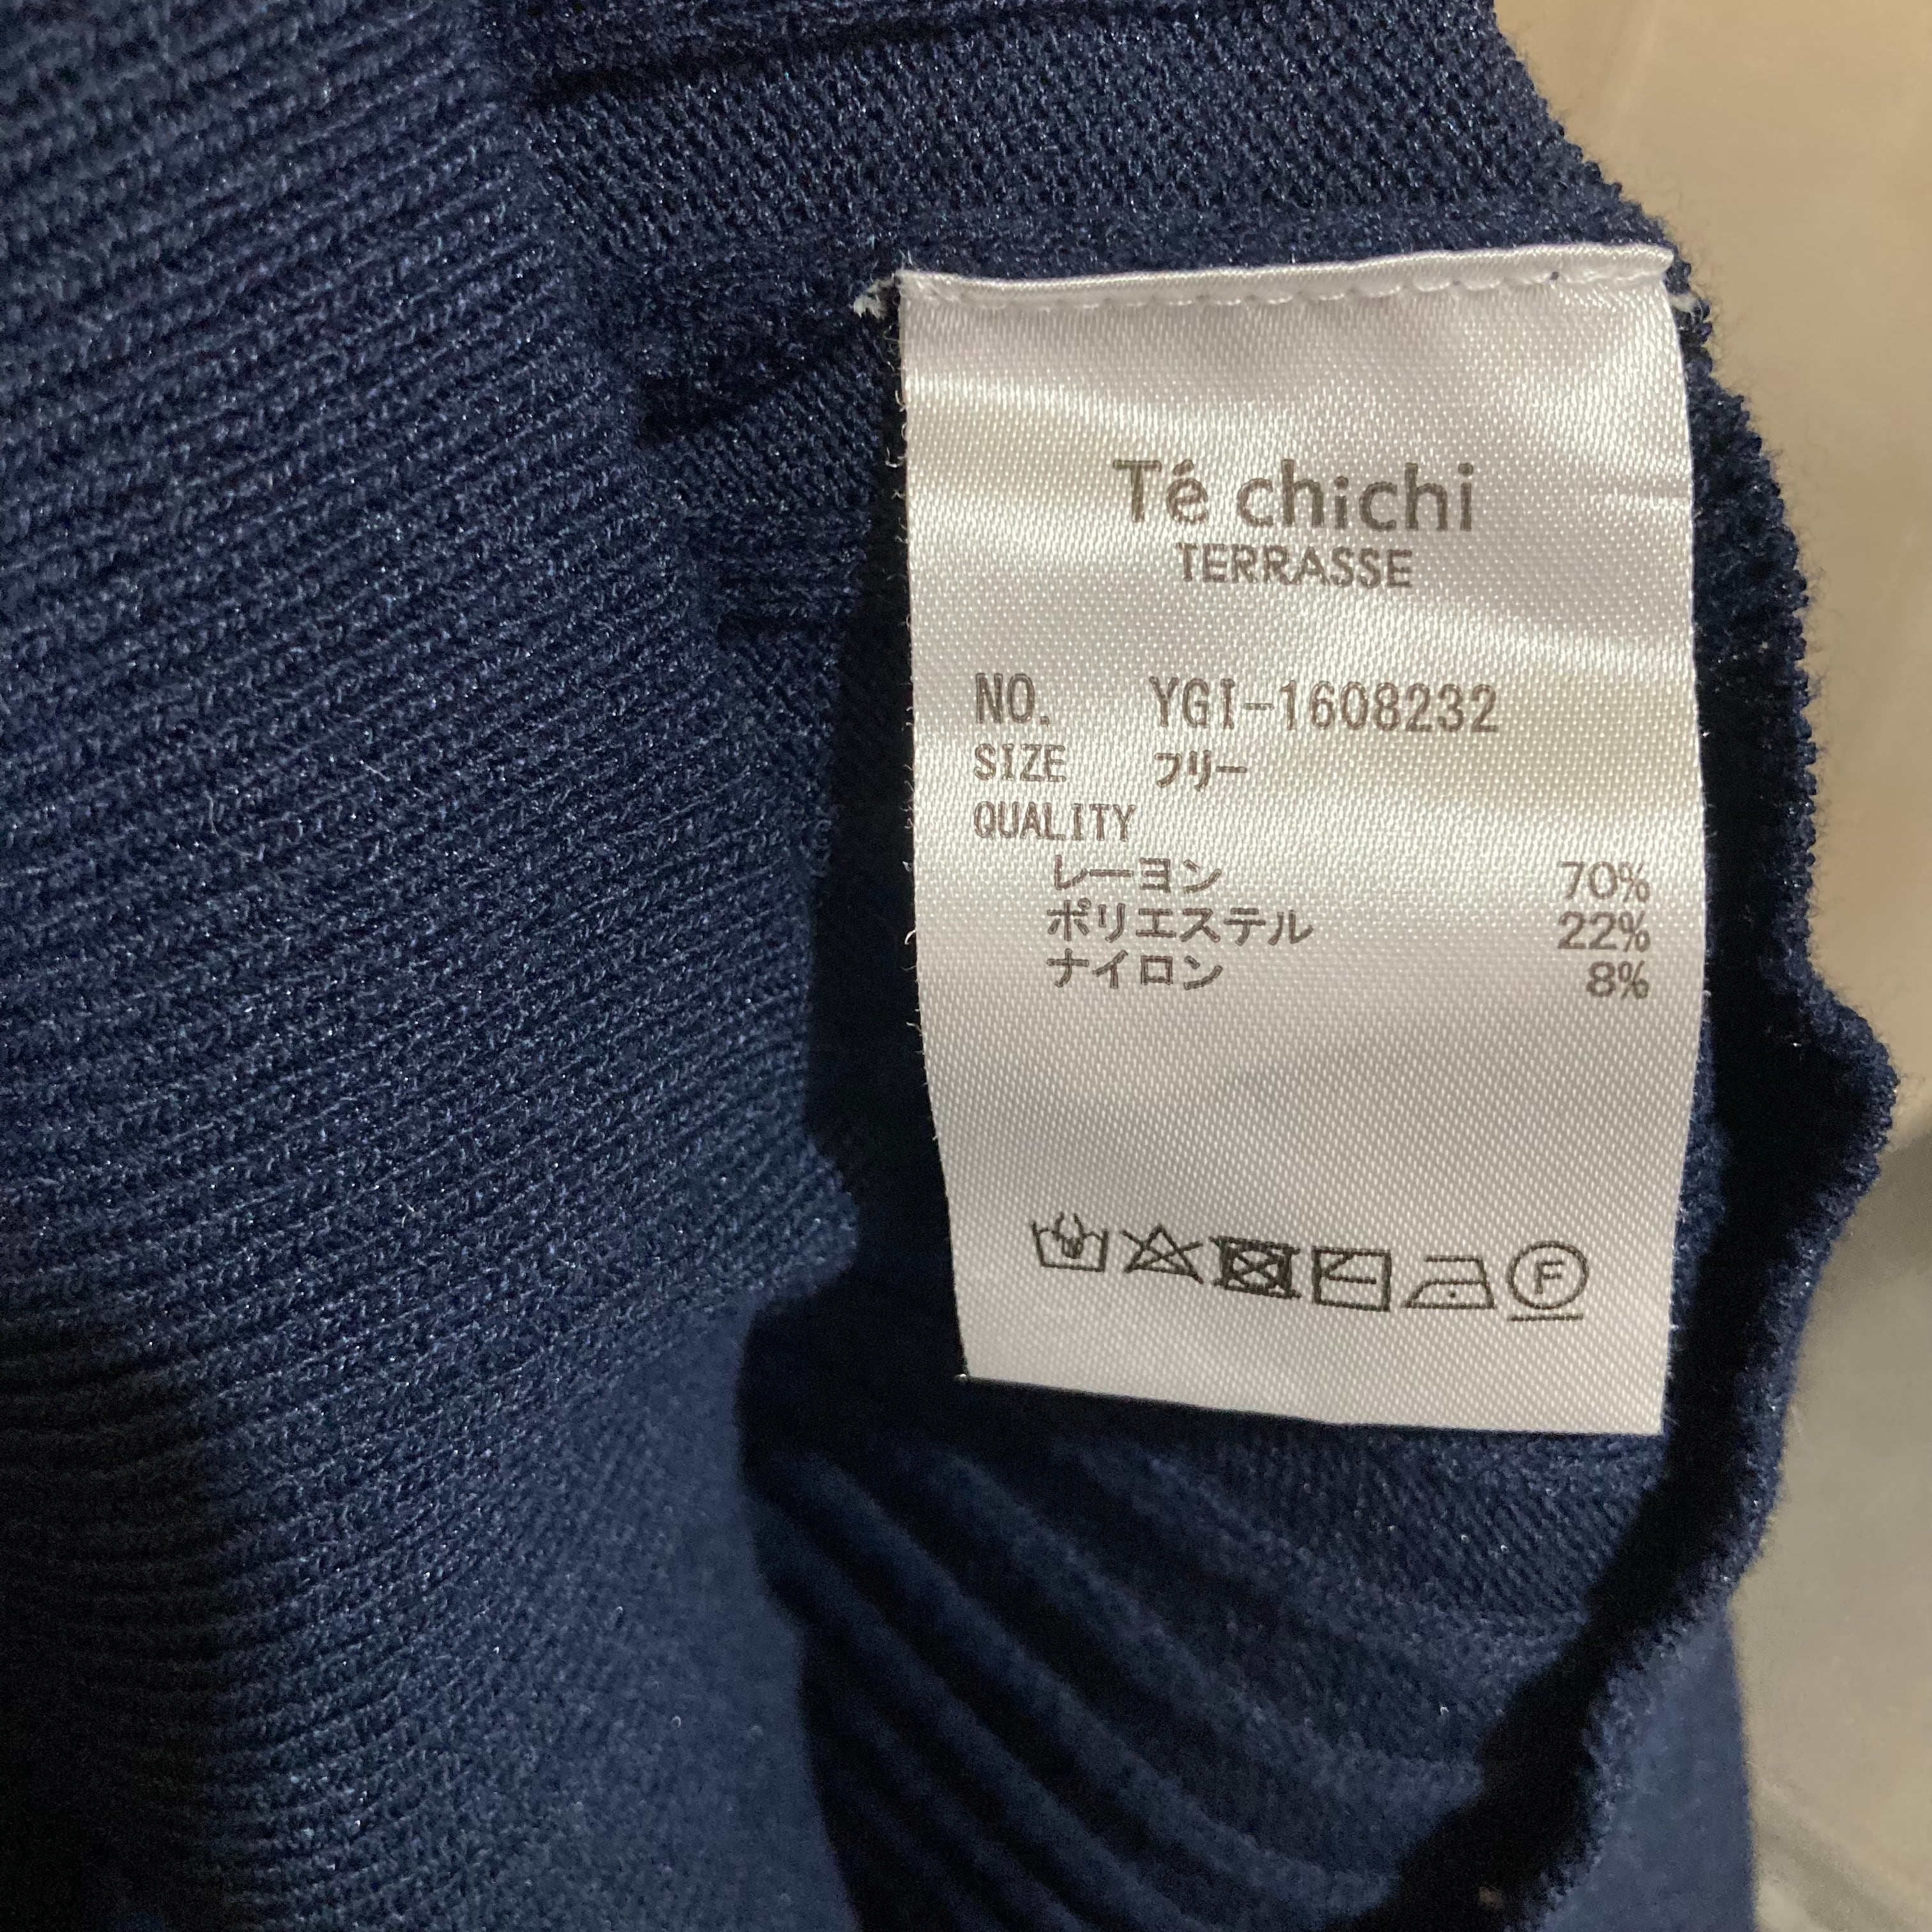 Té chichi
TERRASSE
NO. YGI-1608232
SIZE フリー
QUALITY
レーヨン 70%
ポリエステル 22%
ナイロン 8%
F